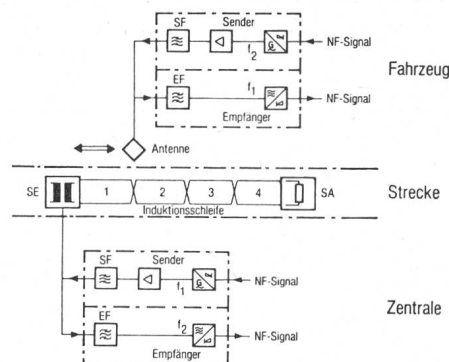 SF Sender
f2 NF-Signal
EF f1 NF-Signal
Empfänger
Fahrzeug
Antenne
SE 1 2 3 4 SA Strecke
Induktionsschleife
SF Sender
f1 NF-Signal
Zentrale
EF f2 NF-Signal
Empfänger